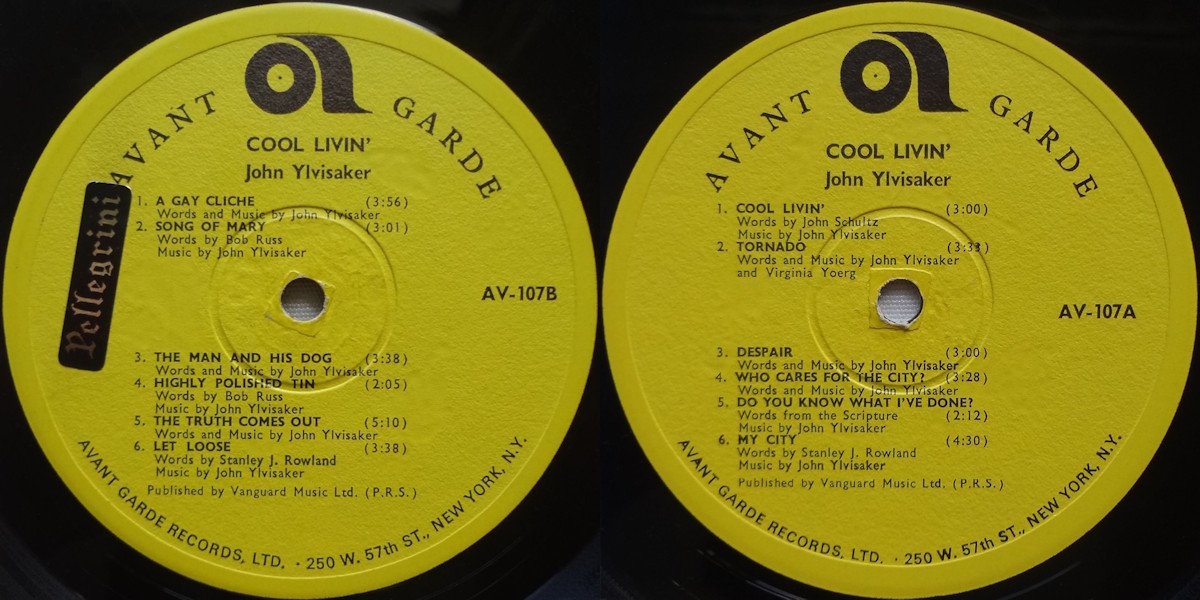 AVANT GARDE
COOL LIVIN'
John Ylvisaker
1. A GAY CLICHE (3:56)
Words and Music by John Ylvisaker
2. SONG OF MARY (3:01)
Words by Bob Russ
Music by John Ylvisaker
Pellegrini
AV-107B
3. THE MAN AND HIS DOG (3:38)
Words and Music by John Ylvisaker
4. HIGHLY POLISHED TIN (2:05)
Words by Bob Russ
Music by John Ylvisaker
5. THE TRUTH COMES OUT (5:10)
Words and Music by John Ylvisaker
6. LET LOOSE (3:38)
Words by Stanley J. Rowland
Music by John Ylvisaker
Published by Vanguard Music Ltd. (P.R.S.)
AVANT GARDE RECORDS, LTD. · 250 W. 57th ST., NEW YORK, N.Y.
AVANT GARDE
COOL LIVIN'
John Ylvisaker
1. COOL LIVIN' (3:00)
Words by John Schultz
Music by John Ylvisaker
2. TORNADO (3:33)
Words and Music by John Ylvisaker
and Virginia Yoerg
AV-107A
3. DESPAIR (3:00)
Words and Music by John Ylvisaker
4. WHO CARES FOR THE CITY? (3:28)
Words and Music by John Ylvisaker
5. DO YOU KNOW WHAT I'VE DONE?
Words from the Scripture (2:12)
Music by John Ylvisaker
6. MY CITY (4:30)
Words by Stanley J. Rowland
Music by John Ylvisaker
Published by Vanguard Music Ltd. (P.R.S.)
AVANT GARDE RECORDS, LTD. · 250 W. 57th ST., NEW YORK, N.Y.